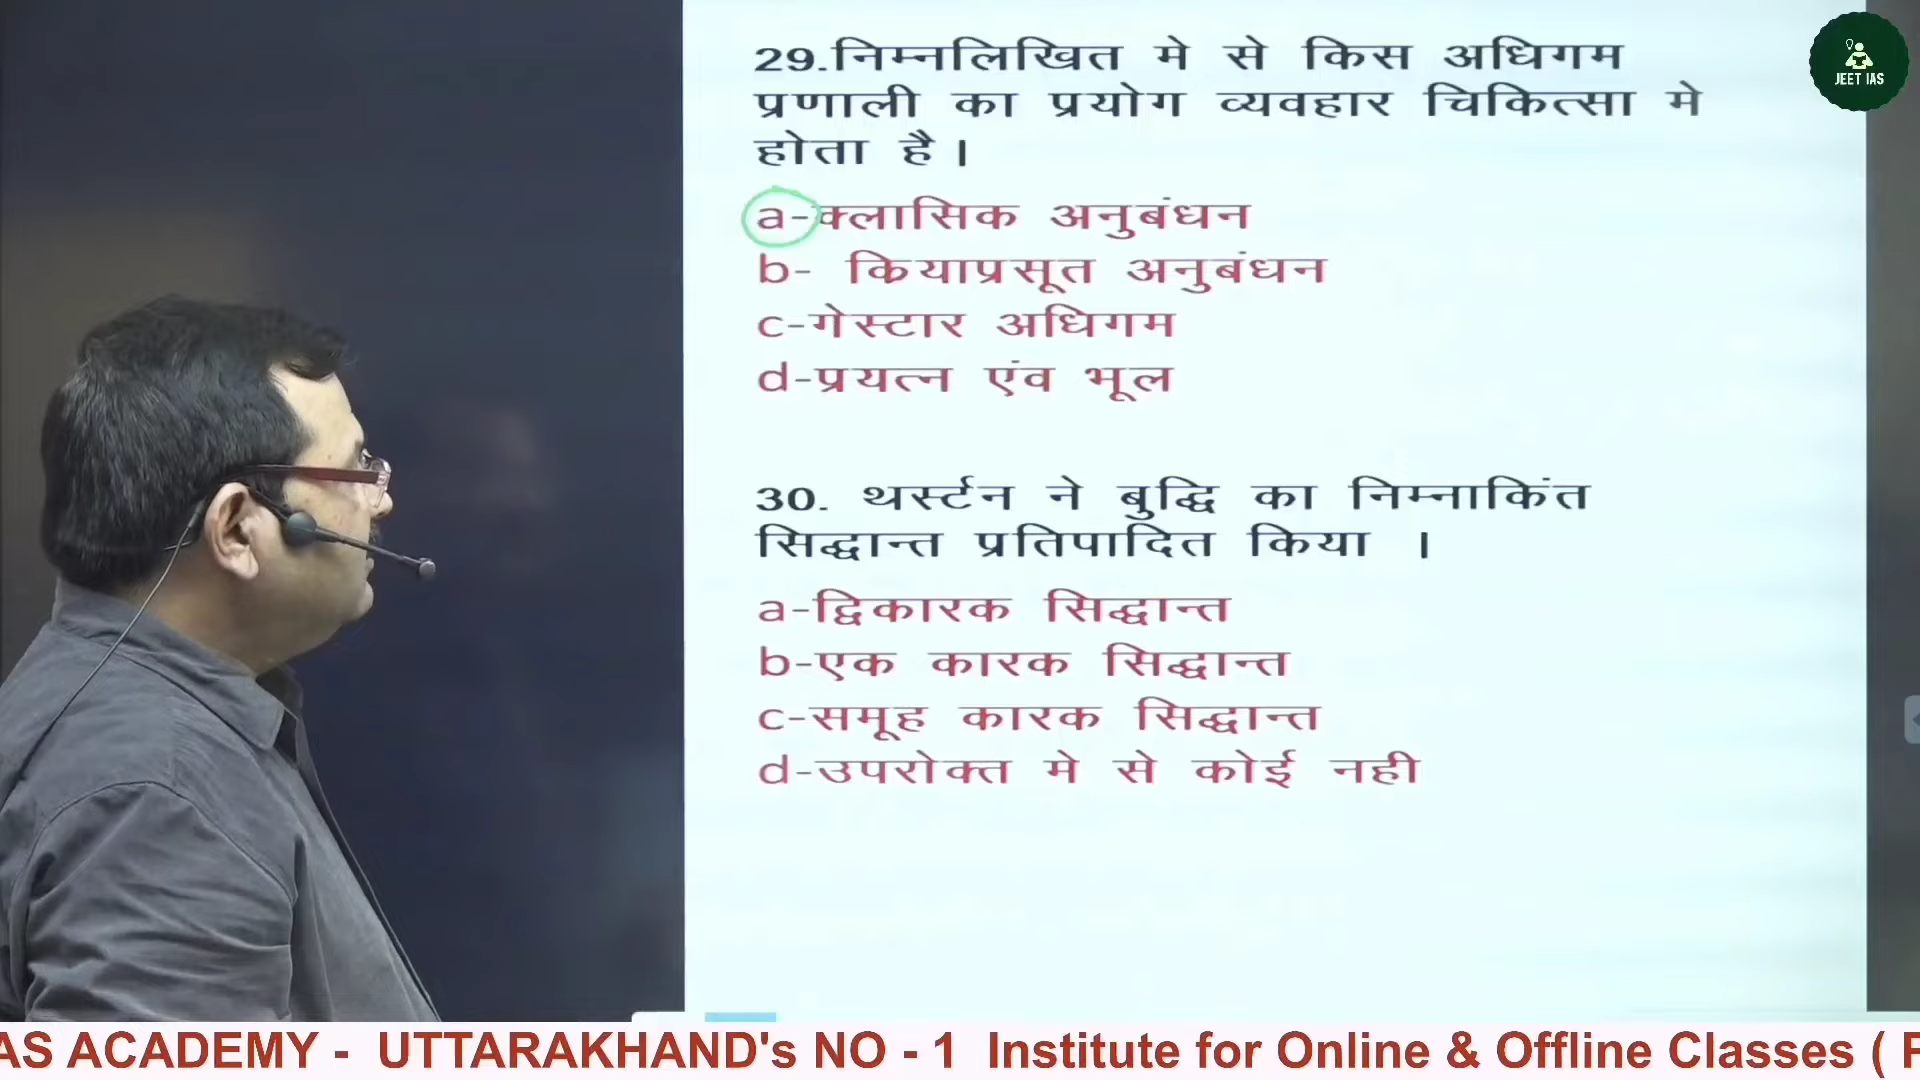 29.निम्नलिखित मे से किस अधिगम
प्रणाली का प्रयोग व्यवहार चिकित्सा मे
होता है।
a-क्लासिक अनुबंधन
b- कियाप्रसूत अनुबंधन
c-गेस्टार अधिगम
d-प्रयत्न एंव भूल
30. थर्स्टन ने बुद्धि का निम्नाकिंत
सिद्धान्त प्रतिपादित किया ।
a-द्विकारक सिद्धान्त
b-एक कारक सिद्धान्त
c-समूह कारक सिद्धान्त
d-उपरोक्त मे से कोई नही
JEET IAS
AS ACADEMY - UTTARAKHAND's NO - 1 Institute for Online & Offline Classes (